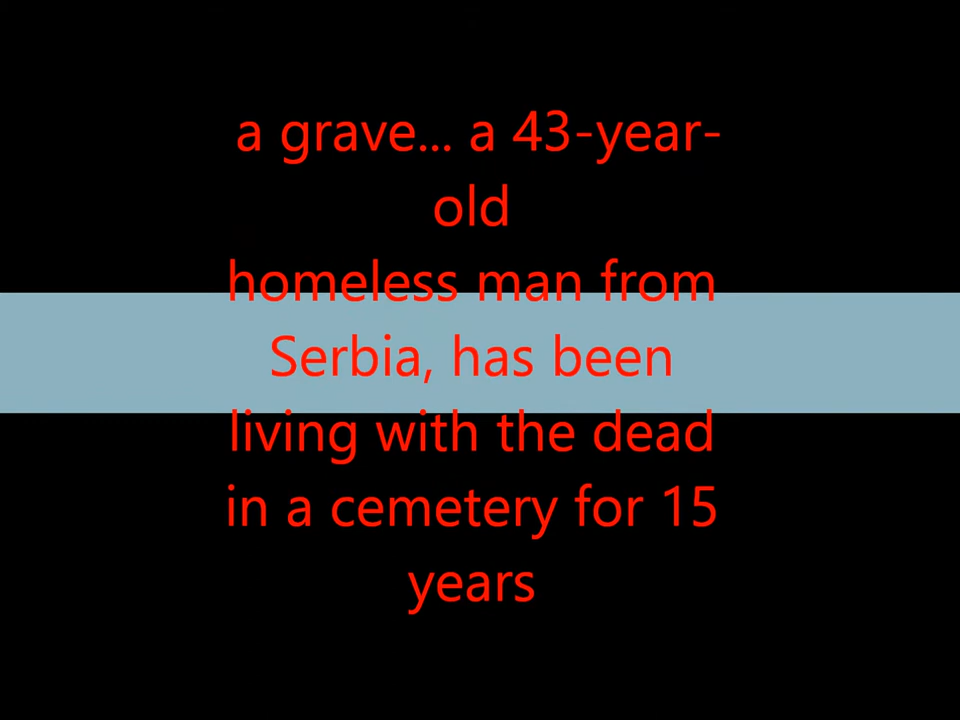 a grave... a 43-year-
old
homeless man from
Serbia, has been
living with the dead
in a cemetery for 15
years